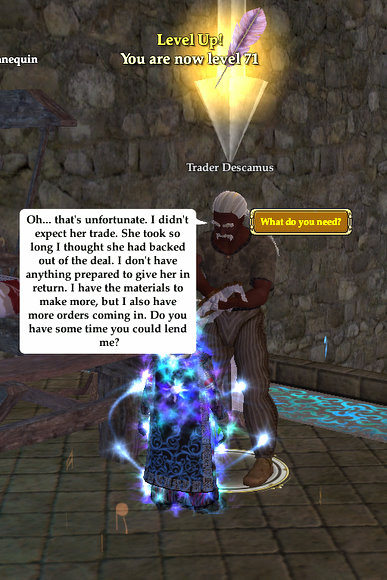 Level Up!
nnequin
You are now level 71
Trader Descamus
Oh... that's unfortunate. I didn't
expect her trade. She took so
long I thought she had backed
out of the deal. I don't have
anything prepared to give her in
return. I have the materials to
make more, but I also have
more orders coming in. Do you
have some time you could lend
me?
What do you need?